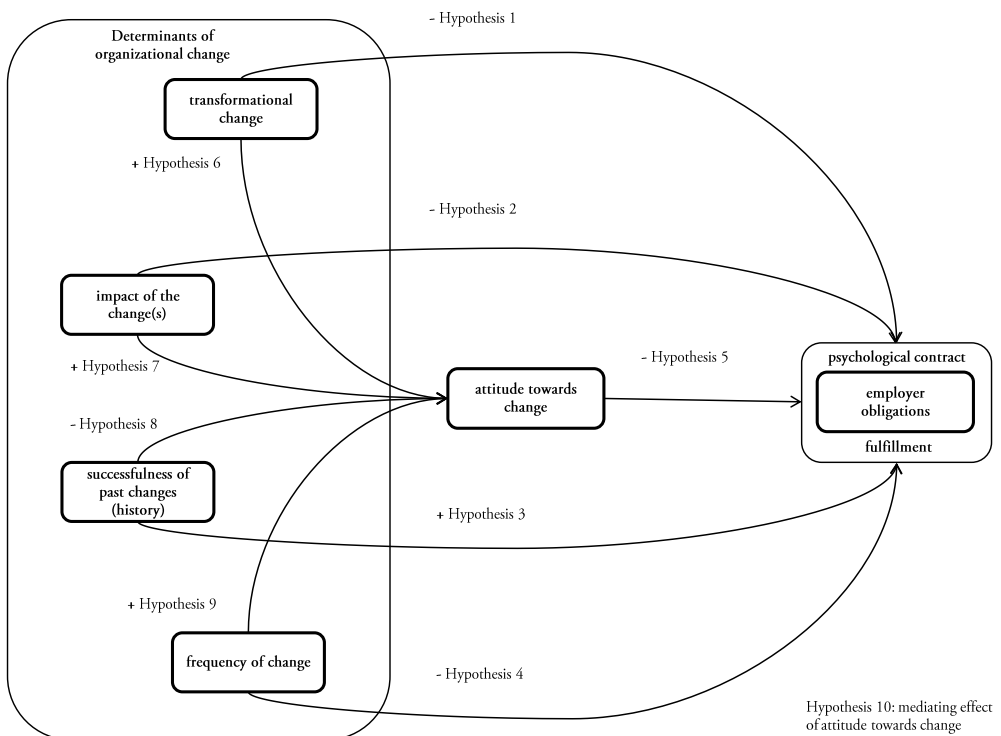 - Hypothesis 1
Determinants of
organizational change
transformational
change
+ Hypothesis 6
- Hypothesis 2
impact of the
change(s)
+ Hypothesis 7
- Hypothesis 5
psychological contract
employer
obligations
fulfillment
attitude towards
change
- Hypothesis 8
successfulness of
past changes
(history)
+ Hypothesis 3
+ Hypothesis 9
frequency of change
- Hypothesis 4
Hypothesis 10: mediating effect
of attitude towards change